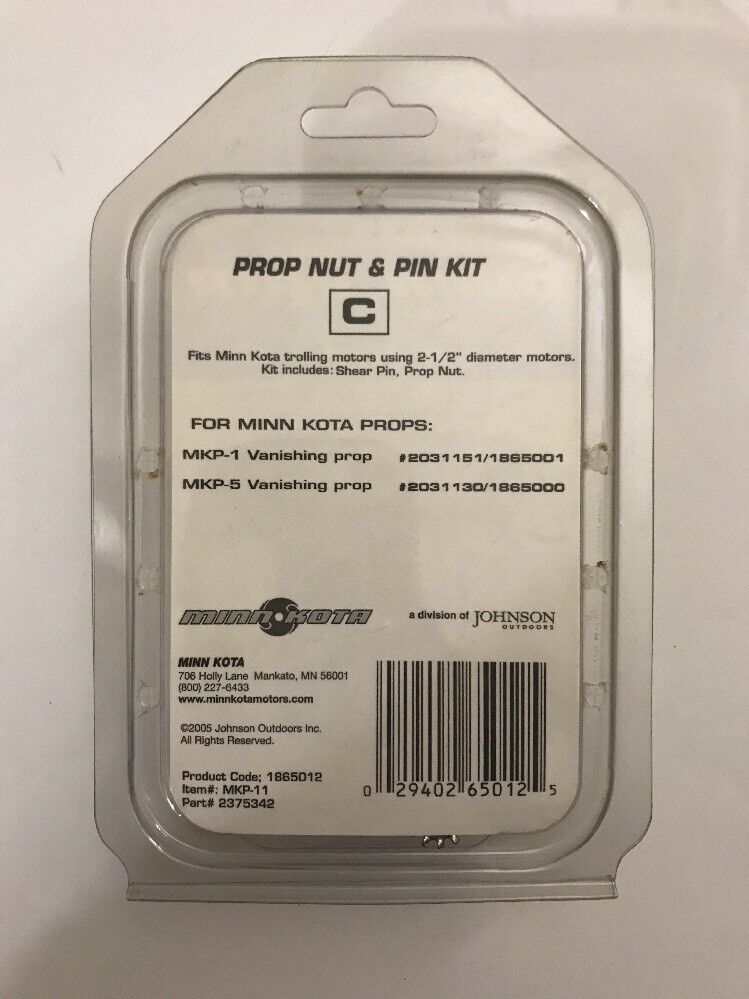 PROP NUT & PIN KIT
C
Fits Minn Kota trolling motors using 2-1/2" diameter motors.
Kit includes: Shear Pin, Prop Nut.
FOR MINN KOTA PROPS:
MKP-1 Vanishing prop #2031151/1865001
MKP-5 Vanishing prop #2031130/1865000
MINN KOTA a division of JOHNSON
OUTDOORS
MINN KOTA
706 Holly Lane Mankato, MN 56001
(800) 227-6433
www.minnkotamotors.com
©2005 Johnson Outdoors Inc.
All Rights Reserved.
Product Code; 1865012
Item#: MKP-11
Part# 2375342
0 29402 65012 5